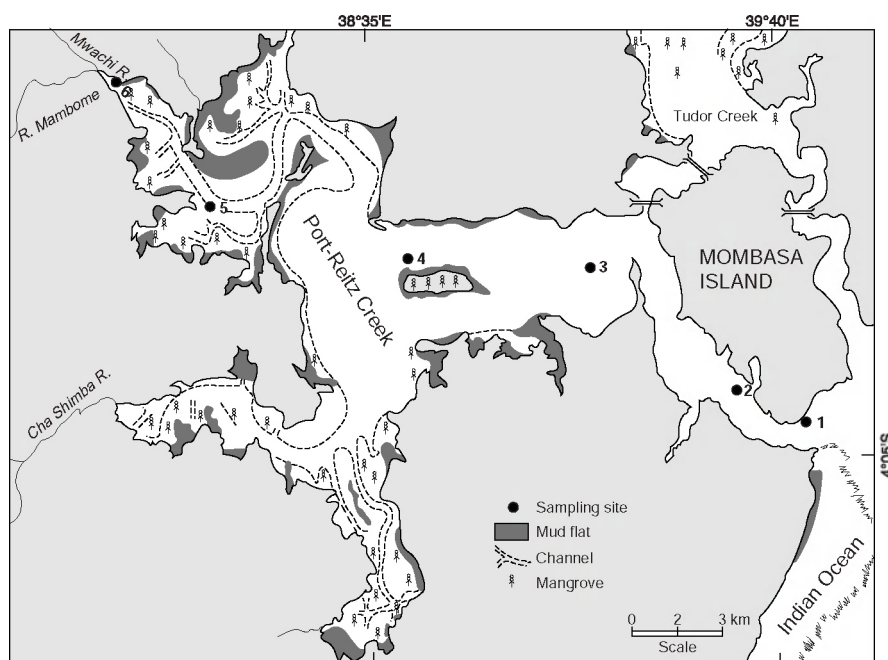 38°35'E
39°40'E
Mwachi R.
6
R. Mambome
Tudor Creek
5
Port-Reitz Creek
4
3
MOMBASA
ISLAND
Cha Shimba R.
2
1
4°05'S
Sampling site
Mud flat
Channel
Mangrove
0 2 3 km
Scale
Indian Ocean